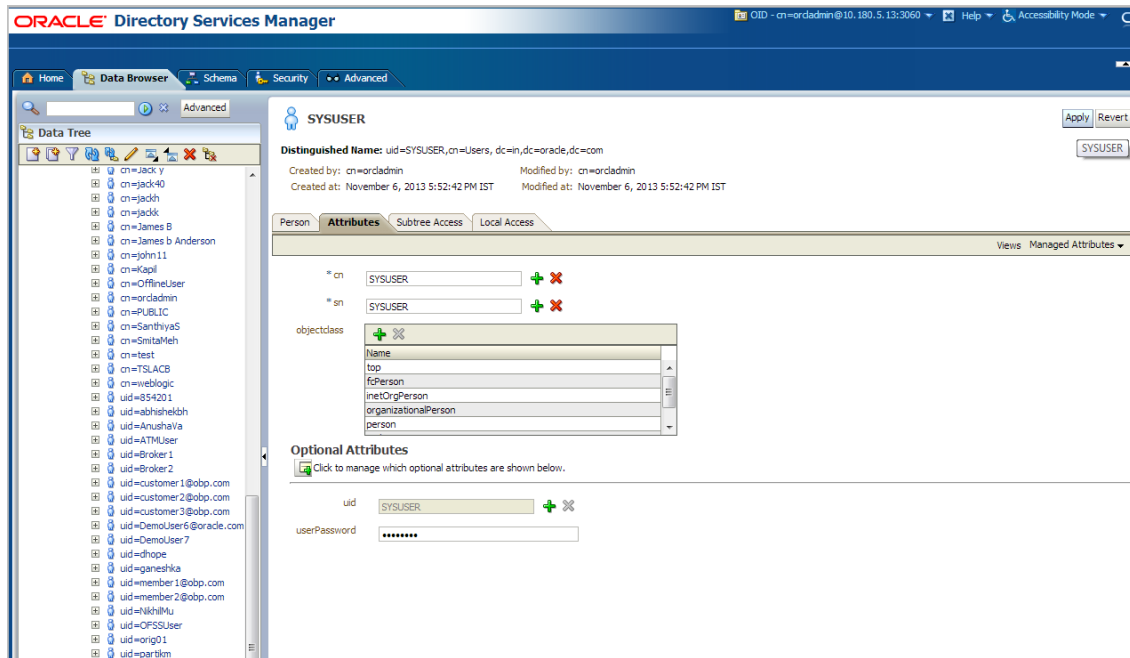 ORACLE Directory Services Manager
OID - cn=orcladmin@10.180.5.13:3060 Help Accessibility Mode
Home Data Browser Schema Security Advanced
Advanced
Data Tree
cn=Jack y
cn=jack40
cn=jackh
cn=jackk
cn=James B
cn=James b Anderson
cn=john11
cn=Kapil
cn=OfflineUser
cn=orcladmin
cn=PUBLIC
cn=SanthiyaS
cn=SmitaMeh
cn=test
cn=TSLACB
cn=weblogic
uid=854201
uid=abhishekbh
uid=AnushaVa
uid=ATMUser
uid=Broker1
uid=Broker2
uid=customer1@obp.com
uid=customer2@obp.com
uid=customer3@obp.com
uid=DemoUser6@oracle.com
uid=DemoUser7
uid=dhope
uid=ganeshka
uid=member1@obp.com
uid=member2@obp.com
uid=NikhilMu
uid=OFSSUser
uid=orig01
uid=partikm
SYSUSER
Apply Revert
SYSUSER
Distinguished Name: uid=SYSUSER,cn=Users, dc=in,dc=oracle,dc=com
Created by: cn=orcladmin Modified by: cn=orcladmin
Created at: November 6, 2013 5:52:42 PM IST Modified at: November 6, 2013 5:52:42 PM IST
Person Attributes Subtree Access Local Access
Views Managed Attributes
* cn SYSUSER
* sn SYSUSER
objectclass
Name
top
fcPerson
inetOrgPerson
organizationalPerson
person
Optional Attributes
Click to manage which optional attributes are shown below.
uid SYSUSER
userPassword ••••••••